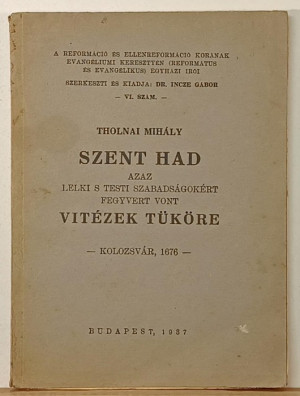 A REFORMÁCIÓ ÉS ELLENREFORMÁCIÓ KORÁNAK
EVANGÉLIUMI KERESZTYÉN (REFORMÁTUS
ÉS EVANGÉLIKUS) EGYHÁZI ÍRÓI
SZERKESZTI ÉS KIADJA: DR. INCZE GÁBOR
— VI. SZÁM. —
THOLNAI MIHÁLY
SZENT HAD
AZAZ
LELKI S TESTI SZABADSÁGOKÉRT
FEGYVERT VONT
VITÉZEK TÜKÖRE
— KOLOZSVÁR, 1676 —
BUDAPEST, 1937